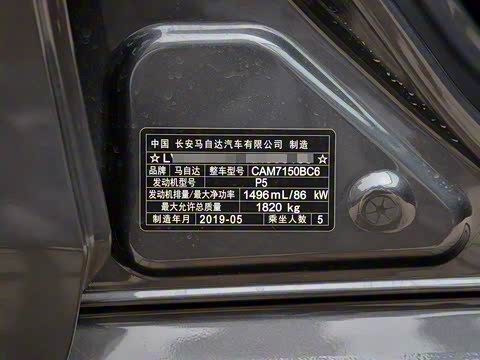 中国 长安马自达汽车有限公司 制造
☆L
品牌 马自达 整车型号 CAM7150BC6
发动机型号 P5
发动机排量/最大净功率 1496mL/86 kW
最大允许总质量 1820 kg
制造年月 2019-05 乘坐人数 5